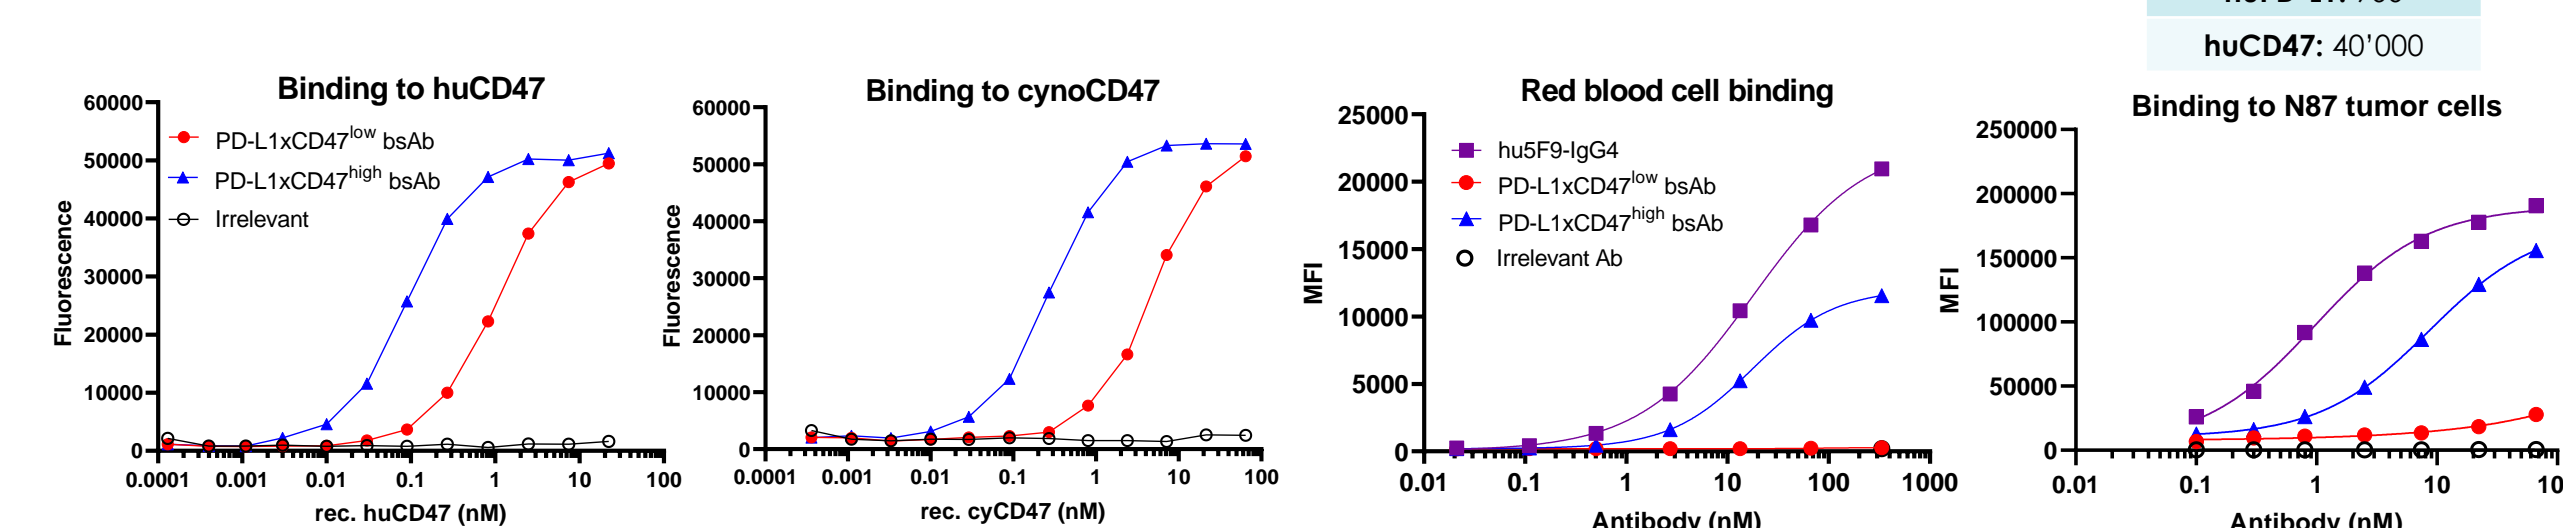 huCD47: 40'000
Binding to huCD47
60000
50000
40000
30000
20000
10000
0
Fluorescence
PD-L1xCD47low bsAb
PD-L1xCD47high bsAb
Irrelevant
0.0001 0.001 0.01 0.1 1 10 100
rec. huCD47 (nM)
Binding to cynoCD47
60000
50000
40000
30000
20000
10000
0
Fluorescence
0.0001 0.001 0.01 0.1 1 10 100
rec. cyCD47 (nM)
Red blood cell binding
25000
20000
15000
10000
5000
0
MFI
hu5F9-IgG4
PD-L1xCD47low bsAb
PD-L1xCD47high bsAb
Irrelevant Ab
0.01 0.1 1 10 100 1000
Antibody (nM)
Binding to N87 tumor cells
250000
200000
150000
100000
50000
0
MFI
0.01 0.1 1 10 10
Antibody (nM)